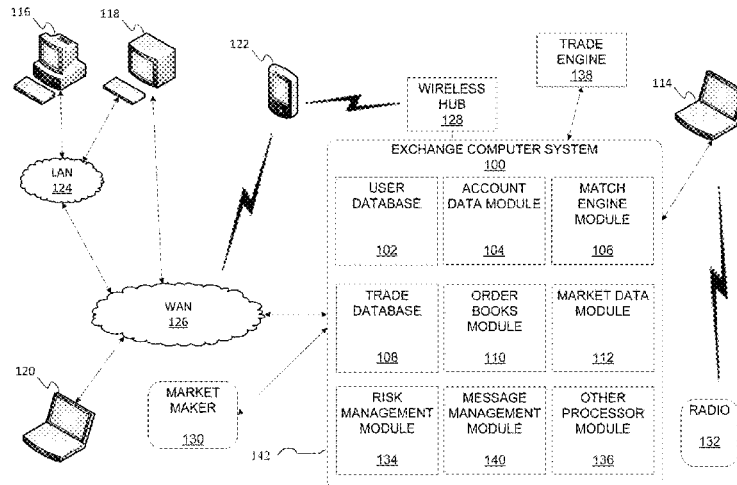 116
118
122
TRADE
ENGINE
138
114
WIRELESS
HUB
128
LAN
124
EXCHANGE COMPUTER SYSTEM
100
USER
DATABASE
102
ACCOUNT
DATA MODULE
104
MATCH
ENGINE
MODULE
106
WAN
126
TRADE
DATABASE
108
ORDER
BOOKS
MODULE
110
MARKET DATA
MODULE
112
120
MARKET
MAKER
130
RISK
MANAGEMENT
MODULE
134
MESSAGE
MANAGEMENT
MODULE
140
OTHER
PROCESSOR
MODULE
136
RADIO
132
142